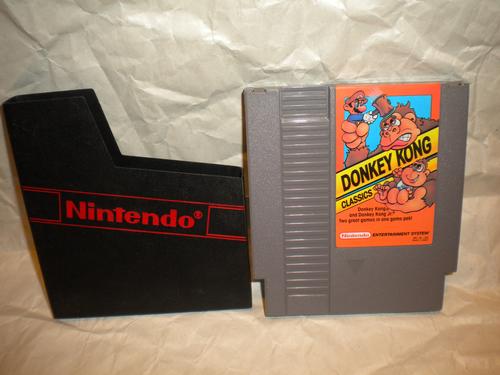 Nintendo®
DONKEY KONG
CLASSICS
Donkey Kong
and Donkey Kong Jr.
Two great games in one game pak!
Nintendo ENTERTAINMENT SYSTEM